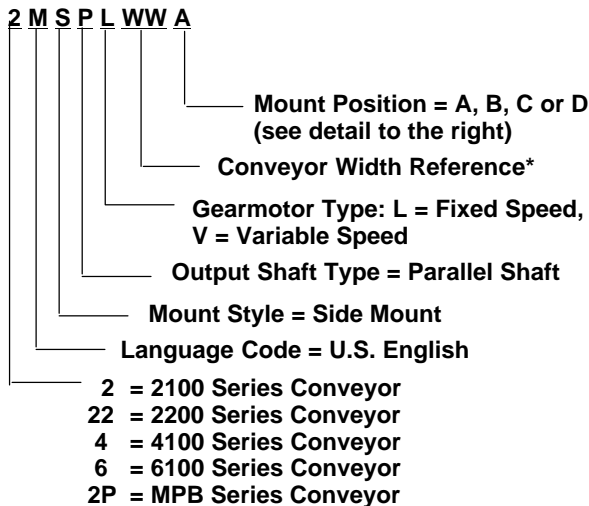 2 M S P L WW A
Mount Position = A, B, C or D
(see detail to the right)
Conveyor Width Reference*
Gearmotor Type: L = Fixed Speed,
V = Variable Speed
Output Shaft Type = Parallel Shaft
Mount Style = Side Mount
Language Code = U.S. English
2 = 2100 Series Conveyor
22 = 2200 Series Conveyor
4 = 4100 Series Conveyor
6 = 6100 Series Conveyor
2P = MPB Series Conveyor